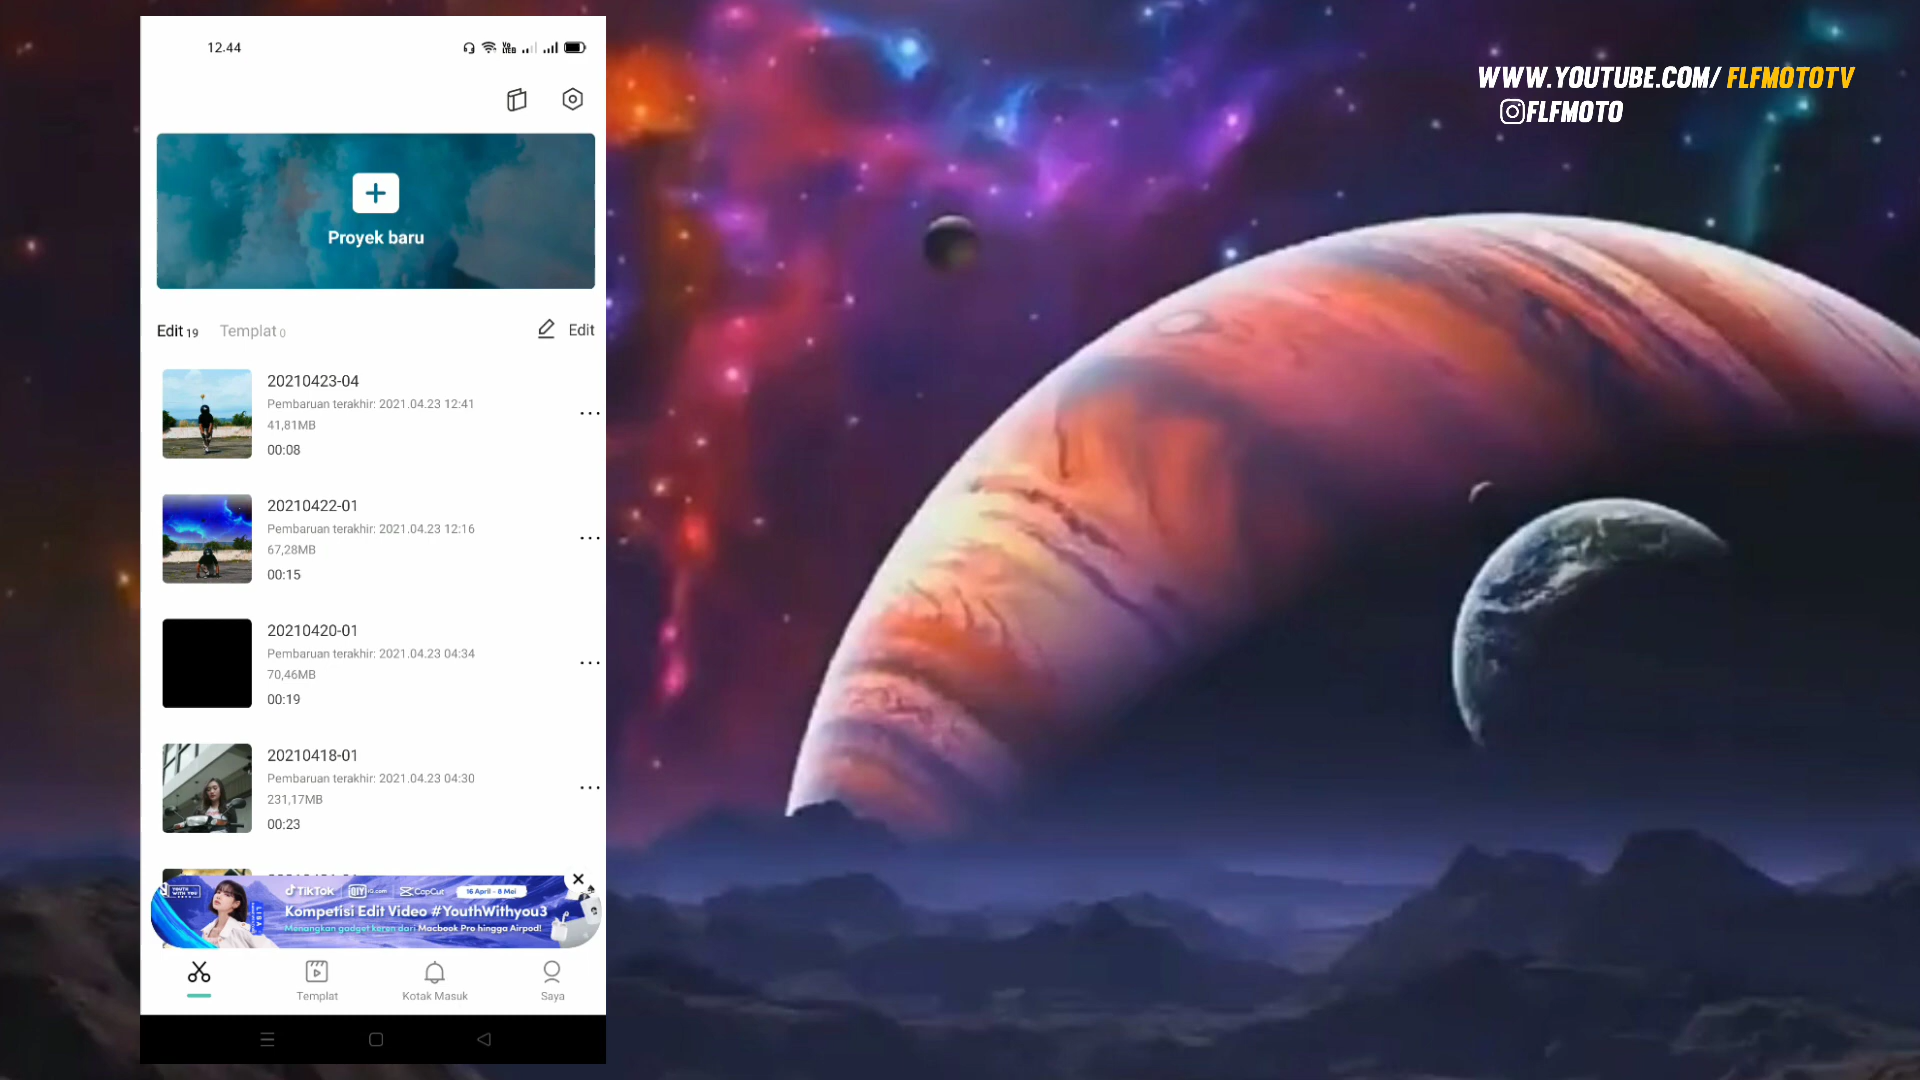 12.44
WWW.YOUTUBE.COM/ FLFMOTOTV
FLFMOTO
Proyek baru
Edit 19
Templat 0
Edit
20210423-04
Pembaruan terakhir: 2021.04.23 12:41
41,81MB
00:08
20210422-01
Pembaruan terakhir: 2021.04.23 12:16
67,28MB
00:15
20210420-01
Pembaruan terakhir: 2021.04.23 04:34
70,46MB
00:19
20210418-01
Pembaruan terakhir: 2021.04.23 04:30
231,17MB
00:23
YOUTH WITH YOU
LISA
TikTok
CapCut
16 April - 8 Mei
Kompetisi Edit Video #YouthWithyou3
Menangkan gadget keren dari Macbook Pro hingga Airpod!
Templat
Kotak Masuk
Saya